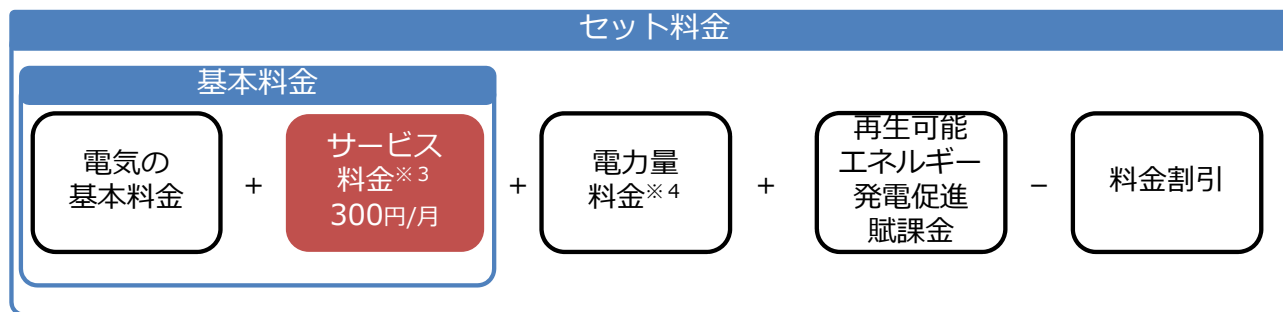 セット料金
基本料金
電気の
基本料金
+
サービス
料金※3
300円/月
+
電力量
料金※4
+
再生可能
エネルギー
発電促進
賦課金
−
料金割引